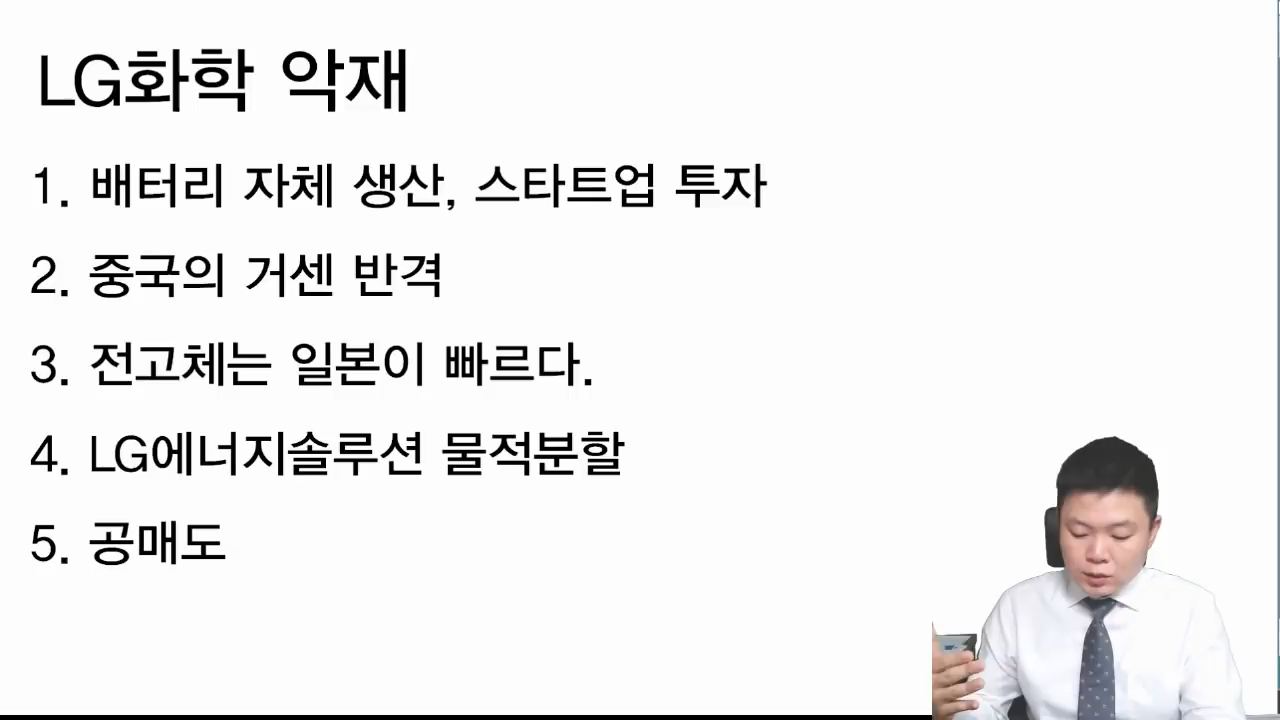 LG화학 악재
1. 배터리 자체 생산, 스타트업 투자
2. 중국의 거센 반격
3. 전고체는 일본이 빠르다.
4. LG에너지솔루션 물적분할
5. 공매도